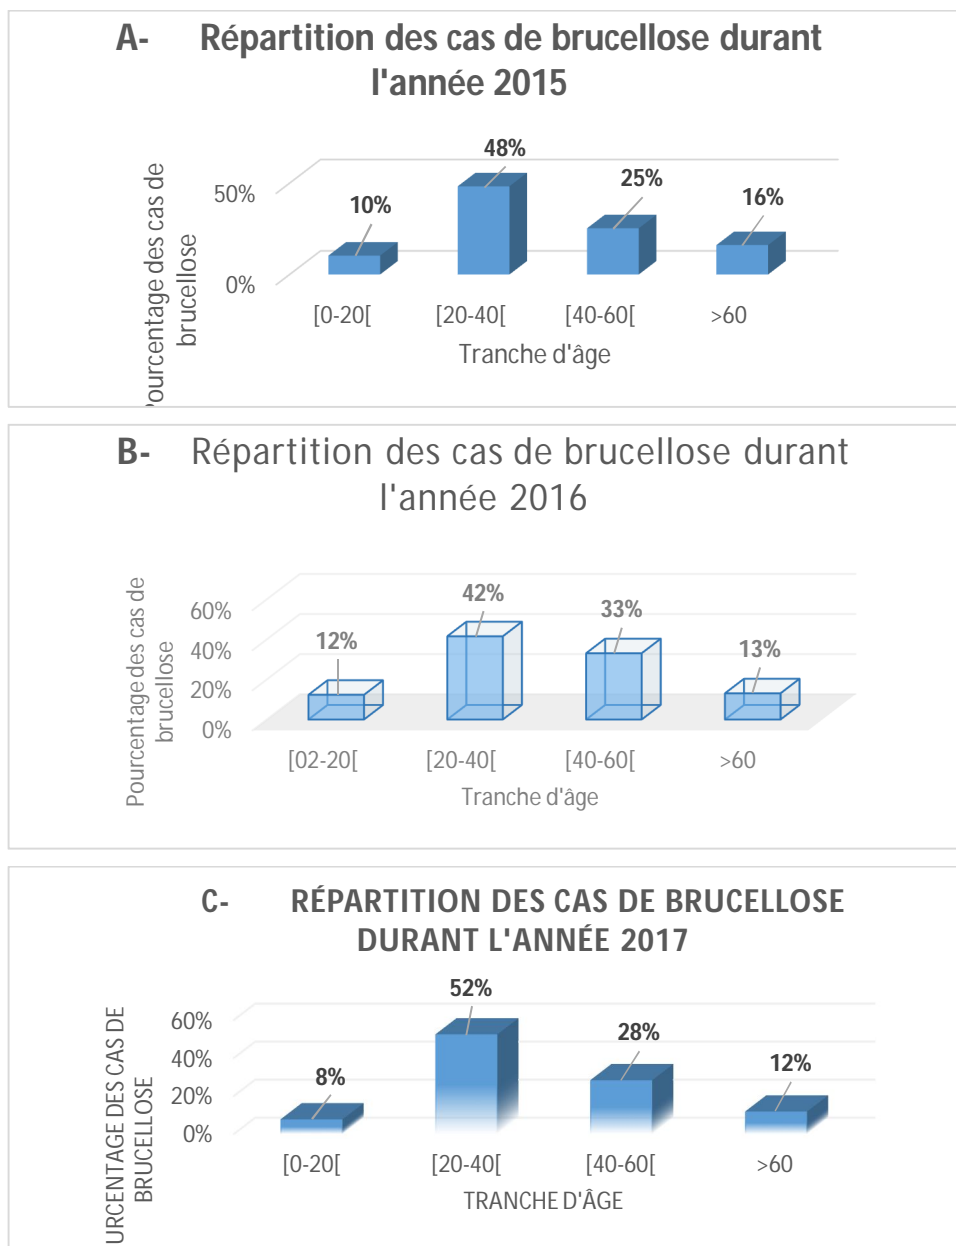 A- Répartition des cas de brucellose durant
l'année 2015
Pourcentage des cas de
brucellose
50%
0%
10%
48%
25%
16%
[0-20[ [20-40[ [40-60[ >60
Tranche d'âge
B- Répartition des cas de brucellose durant
l'année 2016
Pourcentage des cas de
brucellose
60%
40%
20%
0%
12%
42%
33%
13%
[02-20[ [20-40[ [40-60[ >60
Tranche d'âge
C- RÉPARTITION DES CAS DE BRUCELLOSE
DURANT L'ANNÉE 2017
URCENTAGE DES CAS DE
BRUCELLOSE
60%
40%
20%
0%
8%
52%
28%
12%
[0-20[ [20-40[ [40-60[ >60
TRANCHE D'ÂGE